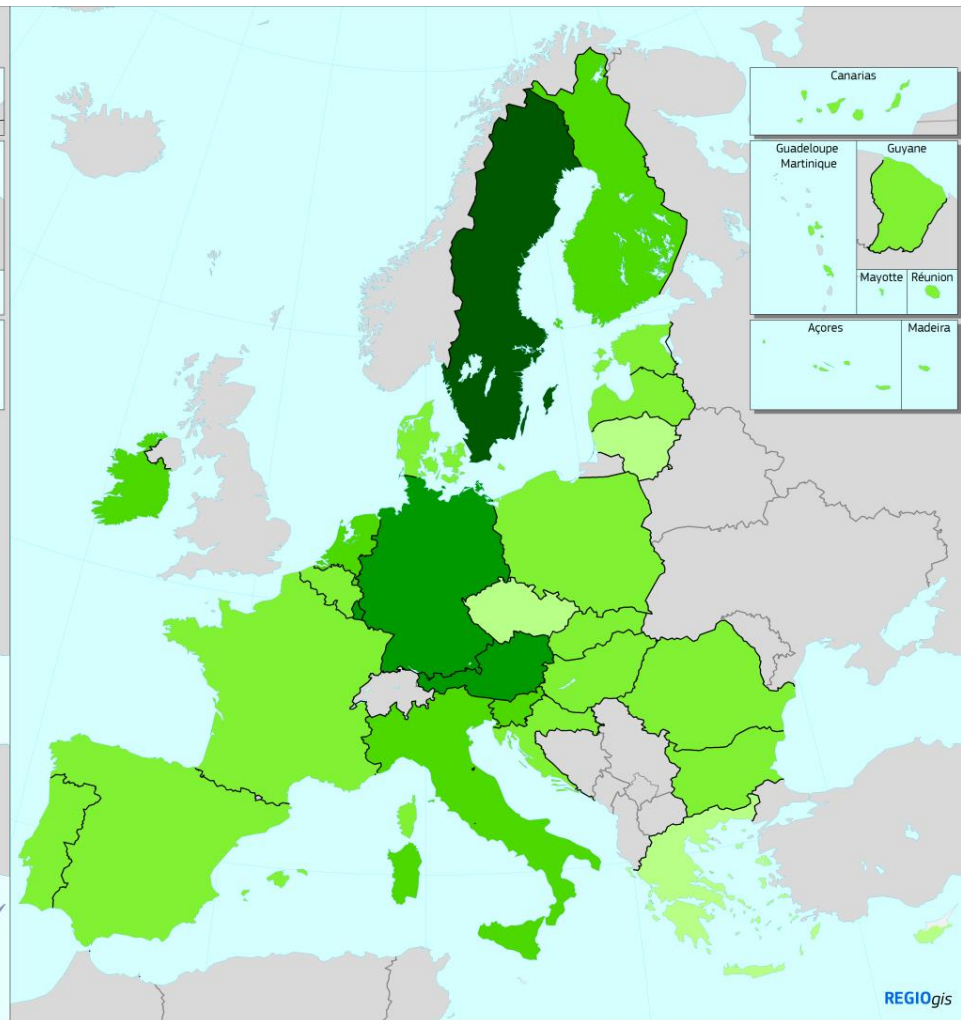 Canarias
Guadeloupe
Martinique
Guyane
Mayotte
Réunion
Açores
Madeira
REGIOgis